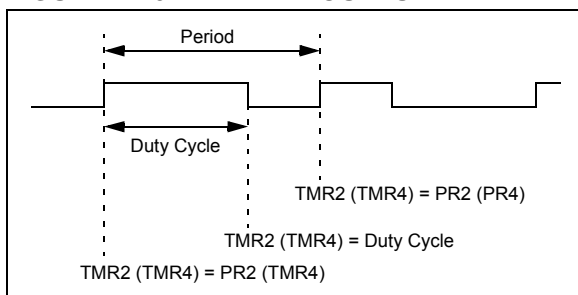 Period
Duty Cycle
TMR2 (TMR4) = PR2 (PR4)
TMR2 (TMR4) = Duty Cycle
TMR2 (TMR4) = PR2 (TMR4)